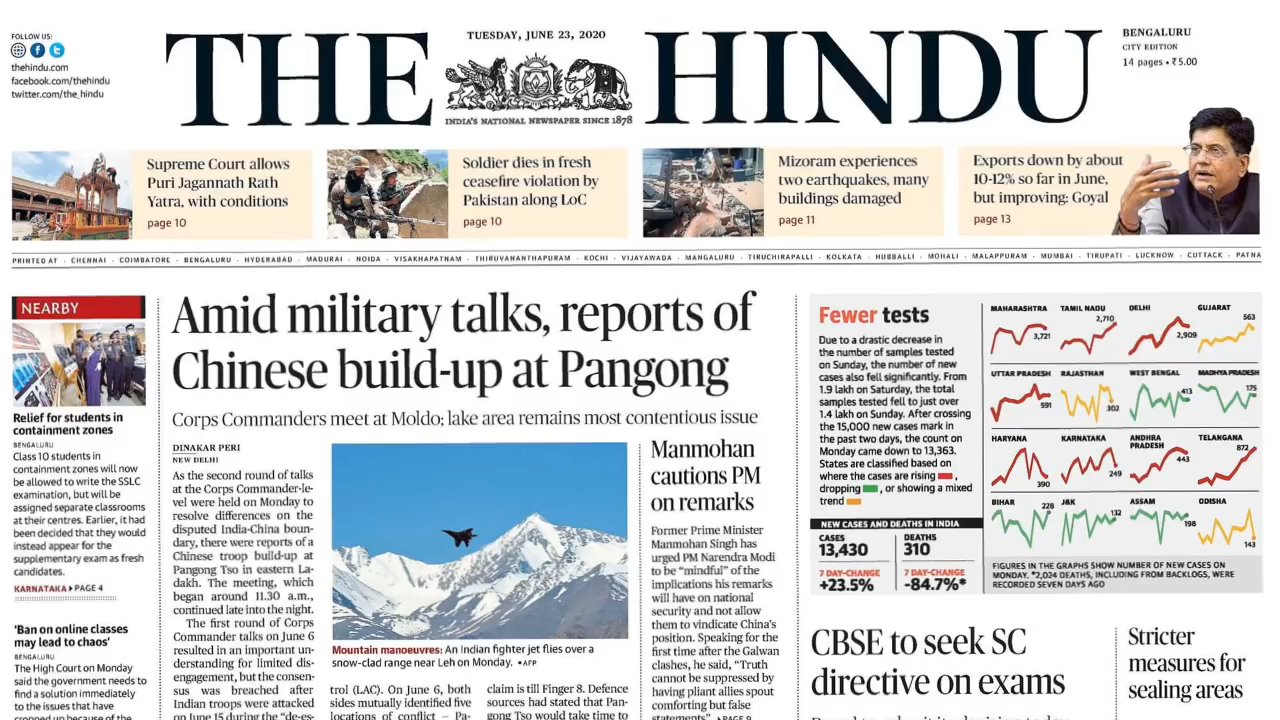 FOLLOW US:
thehindu.com
facebook.com/thehindu
twitter.com/the_hindu
TUESDAY, JUNE 23, 2020
THE HINDU
INDIA'S NATIONAL NEWSPAPER SINCE 1878
BENGALURU
CITY EDITION
14 pages • ₹5.00
Supreme Court allows
Puri Jagannath Rath
Yatra, with conditions
page 10
Soldier dies in fresh
ceasefire violation by
Pakistan along LoC
page 10
Mizoram experiences
two earthquakes, many
buildings damaged
page 11
Exports down by about
10-12% so far in June,
but improving: Goyal
page 13
PRINTED AT · CHENNAI · COIMBATORE · BENGALURU · HYDERABAD · MADURAI · NOIDA · VISAKHAPATNAM · THIRUVANANTHAPURAM · KOCHI · VIJAYAWADA · MANGALURU · TIRUCHIRAPALLI · KOLKATA · HUBBALLI · MOHALI · MALAPPURAM · MUMBAI · TIRUPATI · LUCKNOW · CUTTACK · PATNA
NEARBY
Relief for students in
containment zones
BENGALURU
Class 10 students in
containment zones will now
be allowed to write the SSLC
examination, but will be
assigned separate classrooms
at their centres. Earlier, it had
been decided that they would
instead appear for the
supplementary exam as fresh
candidates.
KARNATAKA ▸ PAGE 4
'Ban on online classes
may lead to chaos'
BENGALURU
The High Court on Monday
said the government needs to
find a solution immediately
to the issues that have
cropped up because of the
Amid military talks, reports of
Chinese build-up at Pangong
Corps Commanders meet at Moldo; lake area remains most contentious issue
DINAKAR PERI
NEW DELHI
As the second round of talks
at the Corps Commander-le-
vel were held on Monday to
resolve differences on the
disputed India-China boun-
dary, there were reports of a
Chinese troop build-up at
Pangong Tso in eastern La-
dakh. The meeting, which
began around 11.30 a.m.,
continued late into the night.
The first round of Corps
Commander talks on June 6
resulted in an important un-
derstanding for limited dis-
engagement, but the consen-
sus was breached after
Indian troops were attacked
on June 15 during the "de-es-
Mountain manoeuvres: An Indian fighter jet flies over a
snow-clad range near Leh on Monday. • AFP
trol (LAC). On June 6, both
sides mutually identified five
locations of conflict – Pa-
claim is till Finger 8. Defence
sources had stated that Pan-
gong Tso would take time to
Manmohan
cautions PM
on remarks
Former Prime Minister
Manmohan Singh has
urged PM Narendra Modi
to be "mindful" of the
implications his remarks
will have on national
security and not allow
them to vindicate China's
position. Speaking for the
first time after the Galwan
clashes, he said, "Truth
cannot be suppressed by
having pliant allies spout
comforting but false
statements". ▸ PAGE 9
Fewer tests
Due to a drastic decrease in
the number of samples tested
on Sunday, the number of new
cases also fell significantly. From
1.9 lakh on Saturday, the total
samples tested fell to just over
1.4 lakh on Sunday. After crossing
the 15,000 new cases mark in
the past two days, the count on
Monday came down to 13,363.
States are classified based on
where the cases are rising ,
dropping , or showing a mixed
trend
NEW CASES AND DEATHS IN INDIA
CASES
13,430
7 DAY-CHANGE
+23.5%
DEATHS
310
7 DAY-CHANGE
-84.7%*
MAHARASHTRA 3,721
TAMIL NADU 2,710
DELHI 2,909
GUJARAT 563
UTTAR PRADESH 591
RAJASTHAN 302
WEST BENGAL 413
MADHYA PRADESH 175
HARYANA 390
KARNATAKA 249
ANDHRA PRADESH 443
TELANGANA 872
BIHAR 228
J&K 132
ASSAM 198
ODISHA 143
FIGURES IN THE GRAPHS SHOW NUMBER OF NEW CASES ON
MONDAY. *2,024 DEATHS, INCLUDING FROM BACKLOGS, WERE
RECORDED SEVEN DAYS AGO
CBSE to seek SC
directive on exams
Stricter
measures for
sealing areas